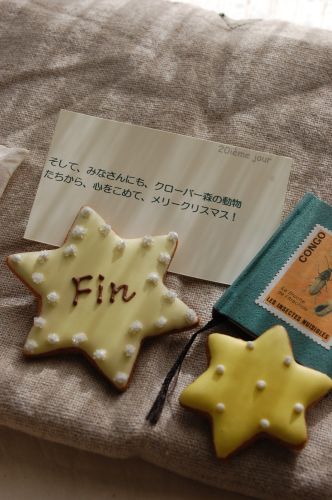 20ième jour
そして、みなさんにも、クローバー森の動物
たちから、心をこめて、メリークリスマス！
Fin
CONGO
LES INSECTES NUISIBLES